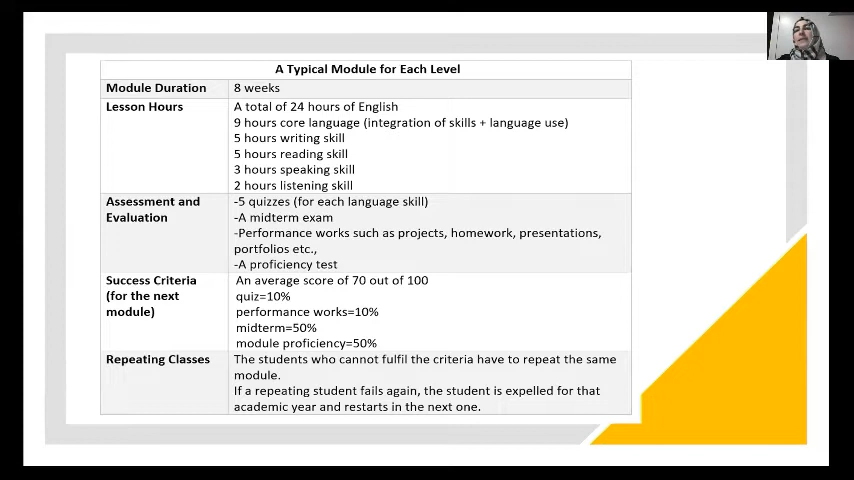 A Typical Module for Each Level
Module Duration
8 weeks
Lesson Hours
A total of 24 hours of English
9 hours core language (integration of skills + language use)
5 hours writing skill
5 hours reading skill
3 hours speaking skill
2 hours listening skill
Assessment and
Evaluation
-5 quizzes (for each language skill)
-A midterm exam
-Performance works such as projects, homework, presentations,
portfolios etc.,
-A proficiency test
Success Criteria
(for the next
module)
An average score of 70 out of 100
quiz=10%
performance works=10%
midterm=50%
module proficiency=50%
Repeating Classes
The students who cannot fulfil the criteria have to repeat the same
module.
If a repeating student fails again, the student is expelled for that
academic year and restarts in the next one.